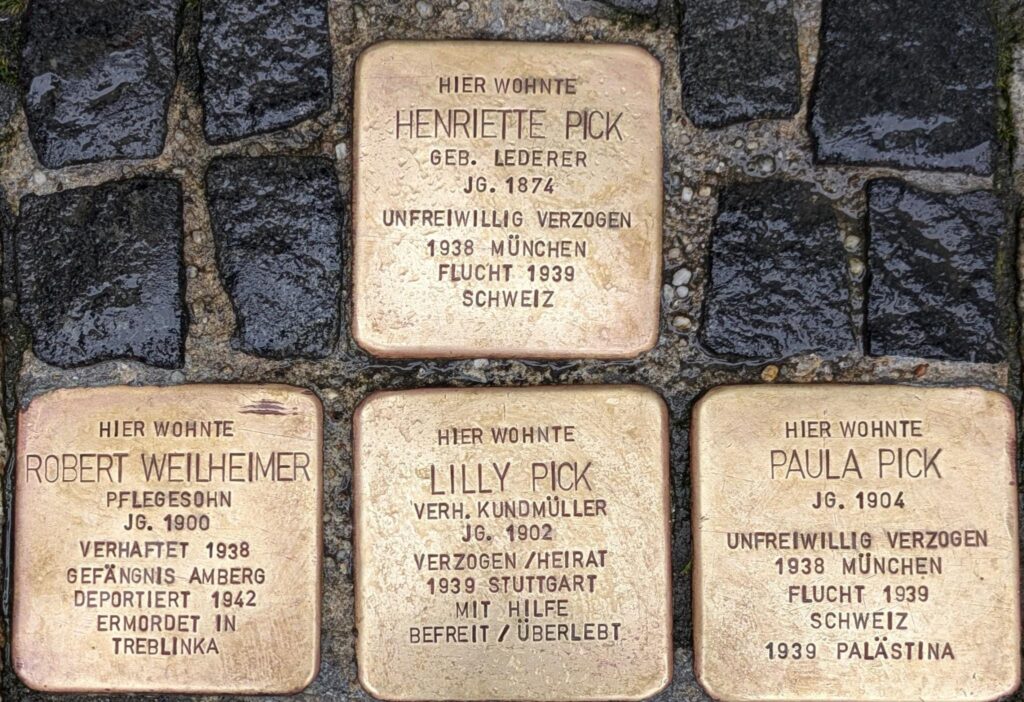 HIER WOHNTE
HENRIETTE PICK
GEB. LEDERER
JG. 1874
UNFREIWILLIG VERZOGEN
1938 MÜNCHEN
FLUCHT 1939
SCHWEIZ
HIER WOHNTE
ROBERT WEILHEIMER
PFLEGESOHN
JG. 1900
VERHAFTET 1938
GEFÄNGNIS AMBERG
DEPORTIERT 1942
ERMORDET IN
TREBLINKA
HIER WOHNTE
LILLY PICK
VERH. KUNDMÜLLER
JG. 1902
VERZOGEN / HEIRAT
1939 STUTTGART
MIT HILFE
BEFREIT / ÜBERLEBT
HIER WOHNTE
PAULA PICK
JG. 1904
UNFREIWILLIG VERZOGEN
1938 MÜNCHEN
FLUCHT 1939
SCHWEIZ
1939 PALÄSTINA